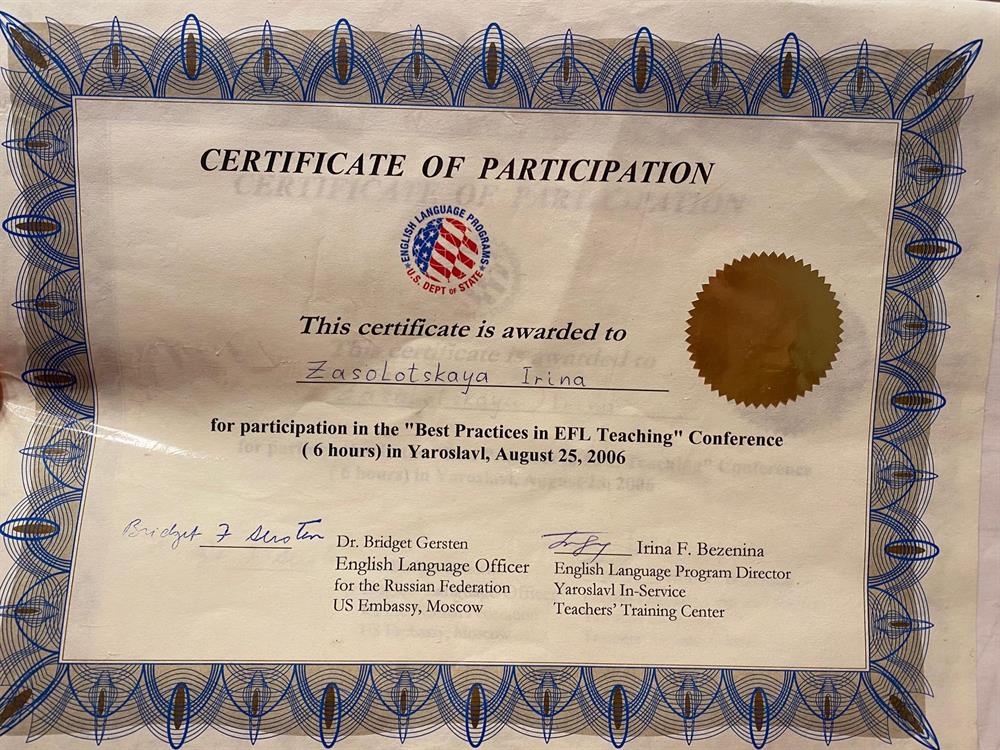 CERTIFICATE OF PARTICIPATION
ENGLISH LANGUAGE PROGRAMS
U.S. DEPT OF STATE
This certificate is awarded to
Zasolotskaya Irina
for participation in the "Best Practices in EFL Teaching" Conference
( 6 hours) in Yaroslavl, August 25, 2006
Bridget F Gersten
Dr. Bridget Gersten
English Language Officer
for the Russian Federation
US Embassy, Moscow
Irina F. Bezenina
English Language Program Director
Yaroslavl In-Service
Teachers' Training Center